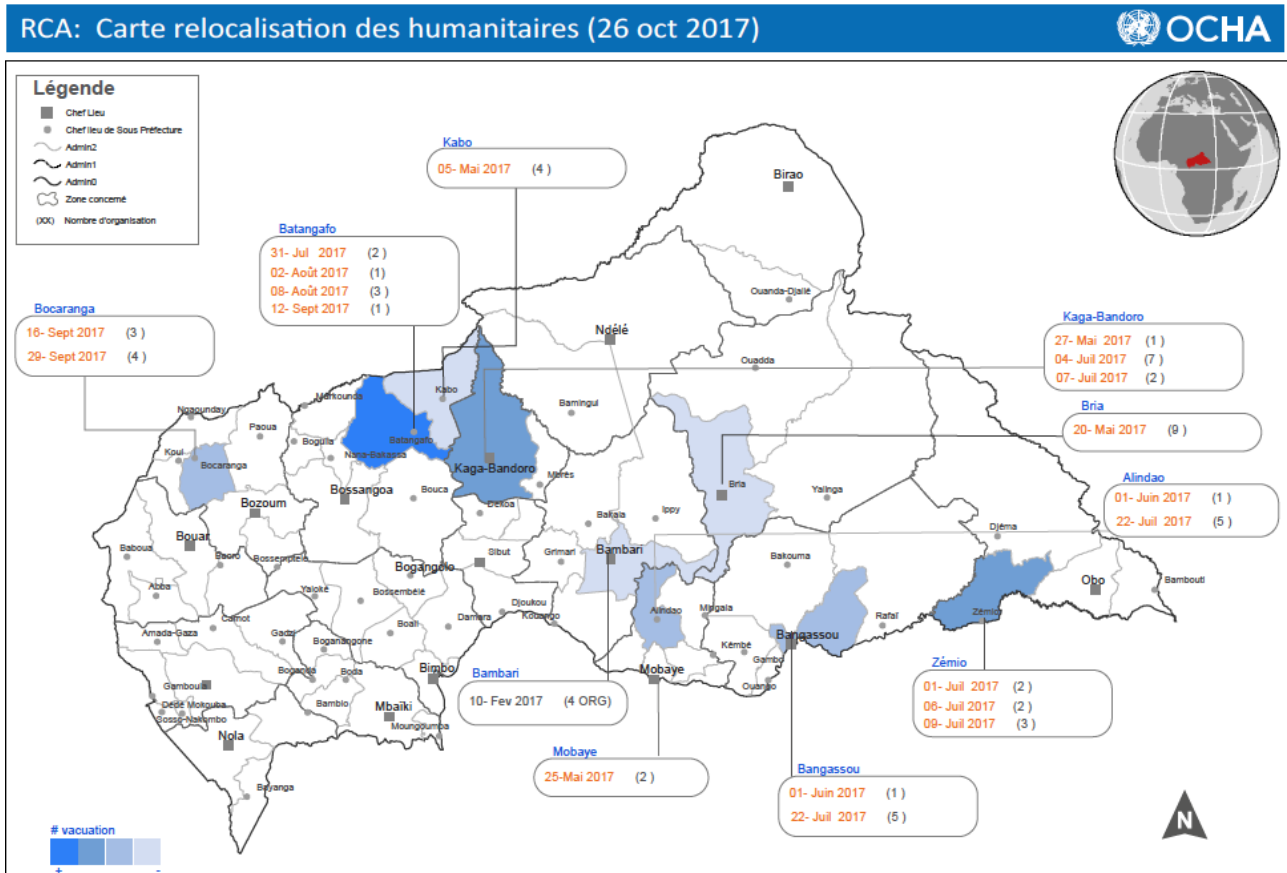 RCA: Carte relocalisation des humanitaires (26 oct 2017)
OCHA
Légende
Chef Lieu
Chef lieu de Sous Préfecture
Admin2
Admin1
Admin0
Zone concerné
(XX) Nombre d'organisation
Kabo
05- Mai 2017 (4)
Batangafo
31- Jul 2017 (2)
02- Août 2017 (1)
08- Août 2017 (3)
12- Sept 2017 (1)
Bocaranga
16- Sept 2017 (3)
29- Sept 2017 (4)
Kaga-Bandoro
27- Mai 2017 (1)
04- Juil 2017 (7)
07- Juil 2017 (2)
Bria
20- Mai 2017 (9)
Alindao
01- Juin 2017 (1)
22- Juil 2017 (5)
Zémio
01- Juil 2017 (2)
06- Juil 2017 (2)
09- Juil 2017 (3)
Bambari
10- Fev 2017 (4 ORG)
Mobaye
25-Mai 2017 (2)
Bangassou
01- Juin 2017 (1)
22- Juil 2017 (5)
Birao
Ouanda-Djallé
Ndélé
Ouadda
Kabo
Bamingui
Markounda
Ngaounday
Paoua
Boguila
Batangafo
Nana-Bakassa
Koui
Bocaranga
Kaga-Bandoro
Mbrès
Bossangoa
Bouca
Bozoum
Dekoa
Bria
Yalinga
Bakala
Ippy
Bouar
Baboua
Baoro
Bossemptele
Bogangolo
Sibut
Grimari
Bambari
Bakouma
Djéma
Obo
Bambouti
Abba
Yaloke
Bossembélé
Djoukou
Kouango
Damara
Alindao
Mingala
Rafaï
Zémio
Amada-Gaza
Carnot
Gadzi
Boali
Boganangone
Kémbé
Gambo
Bangassou
Ouango
Mobaye
Boganda
Boda
Bimbo
Gamboula
Dédé Mokouba
Sosso-Nakombo
Bambio
Mbaïki
Moungoumba
Nola
Bayanga
N
# vacuation
+ -